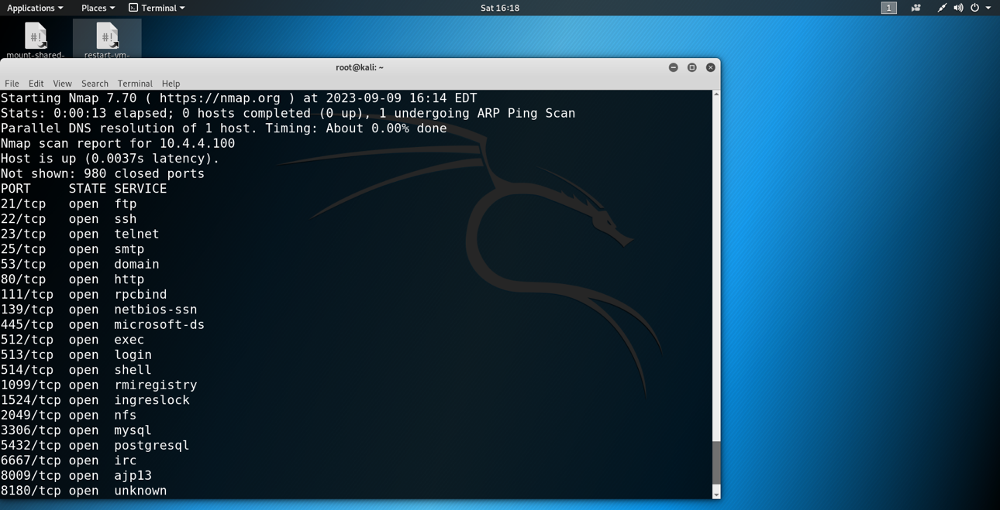 Applications Places Terminal Sat 16:18 1
#! #!
mount-shared- restart-vm-
root@kali: ~
File Edit View Search Terminal Help
Starting Nmap 7.70 ( https://nmap.org ) at 2023-09-09 16:14 EDT
Stats: 0:00:13 elapsed; 0 hosts completed (0 up), 1 undergoing ARP Ping Scan
Parallel DNS resolution of 1 host. Timing: About 0.00% done
Nmap scan report for 10.4.4.100
Host is up (0.0037s latency).
Not shown: 980 closed ports
PORT     STATE SERVICE
21/tcp   open  ftp
22/tcp   open  ssh
23/tcp   open  telnet
25/tcp   open  smtp
53/tcp   open  domain
80/tcp   open  http
111/tcp  open  rpcbind
139/tcp  open  netbios-ssn
445/tcp  open  microsoft-ds
512/tcp  open  exec
513/tcp  open  login
514/tcp  open  shell
1099/tcp open  rmiregistry
1524/tcp open  ingreslock
2049/tcp open  nfs
3306/tcp open  mysql
5432/tcp open  postgresql
6667/tcp open  irc
8009/tcp open  ajp13
8180/tcp open  unknown